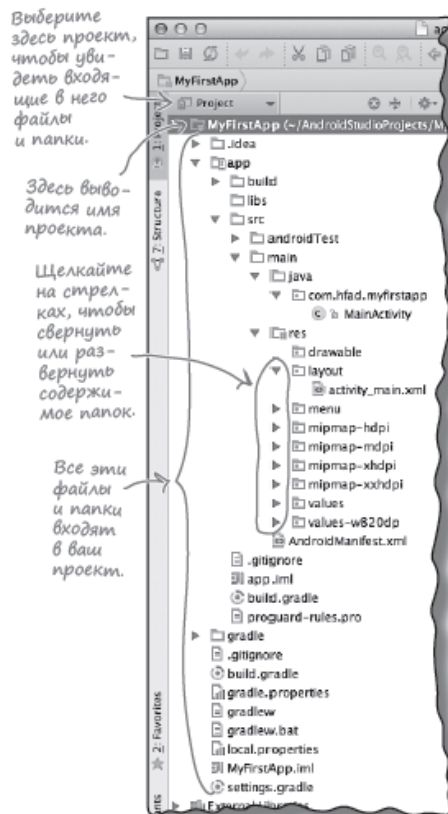 Выберите
здесь проект,
чтобы уви-
деть входя-
щие в него
файлы
и папки.
Здесь выво-
дится имя
проекта.
Щелкайте
на стрел-
ках, чтобы
свернуть
или раз-
вернуть
содержи-
мое папок.
Все эти
файлы
и папки
входят
в ваш
проект.
MyFirstApp
Project
1: Project
7: Structure
2: Favorites
MyFirstApp (~/AndroidStudioProjects/M
.idea
app
build
libs
src
androidTest
main
java
com.hfad.myfirstapp
MainActivity
res
drawable
layout
activity_main.xml
menu
mipmap-hdpi
mipmap-mdpi
mipmap-xhdpi
mipmap-xxhdpi
values
values-w820dp
AndroidManifest.xml
.gitignore
app.iml
build.gradle
proguard-rules.pro
gradle
.gitignore
build.gradle
gradle.properties
gradlew
gradlew.bat
local.properties
MyFirstApp.iml
settings.gradle
External Libraries